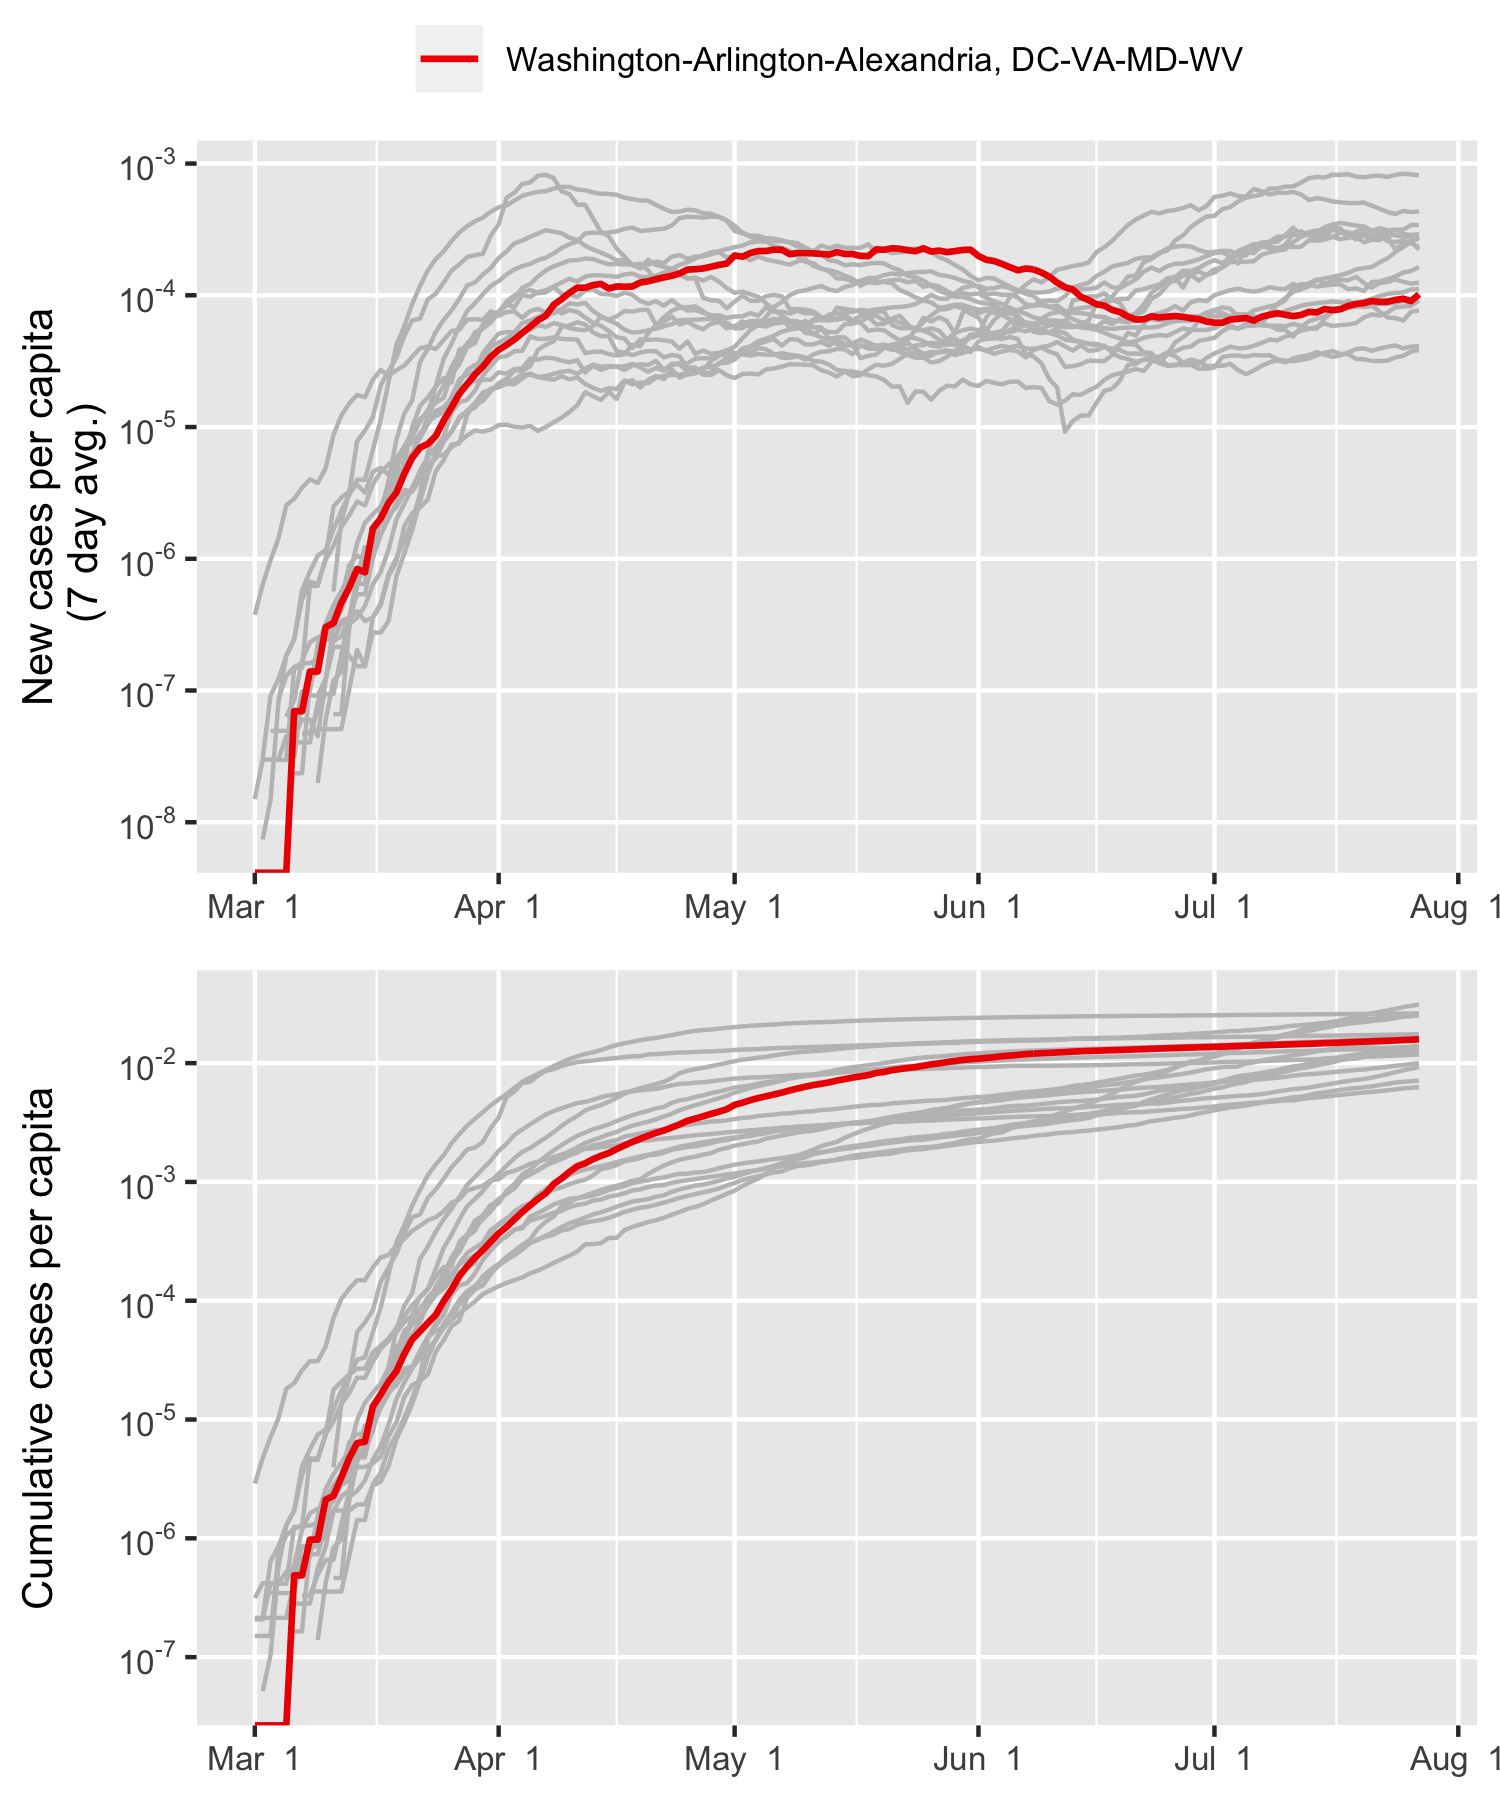 Washington-Arlington-Alexandria, DC-VA-MD-WV
New cases per capita
(7 day avg.)
10-3
10-4
10-5
10-6
10-7
10-8
Mar 1 Apr 1 May 1 Jun 1 Jul 1 Aug 1
Cumulative cases per capita
10-2
10-3
10-4
10-5
10-6
10-7
Mar 1 Apr 1 May 1 Jun 1 Jul 1 Aug 1